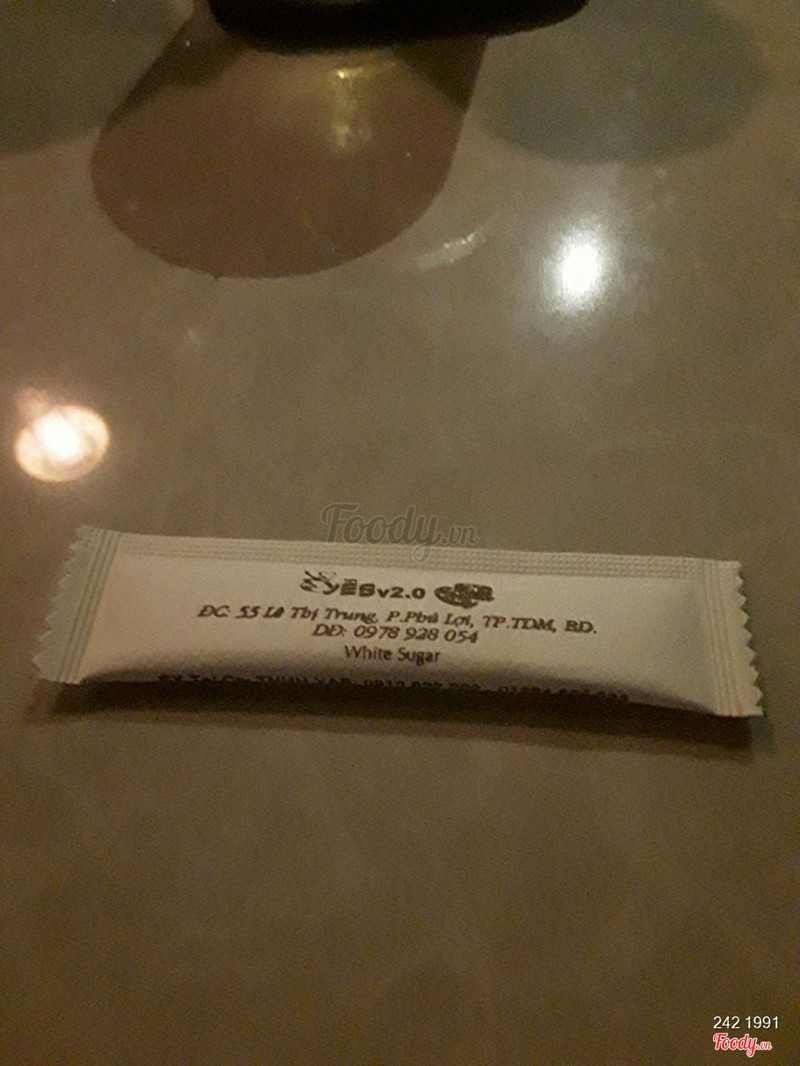 Foody.vn
YESv2.0
ĐC: 55 Lê Thị Trung, P.Phú Lợi, TP.TDM, BD.
DĐ: 0978 928 054
White Sugar
242 1991
Foody.vn